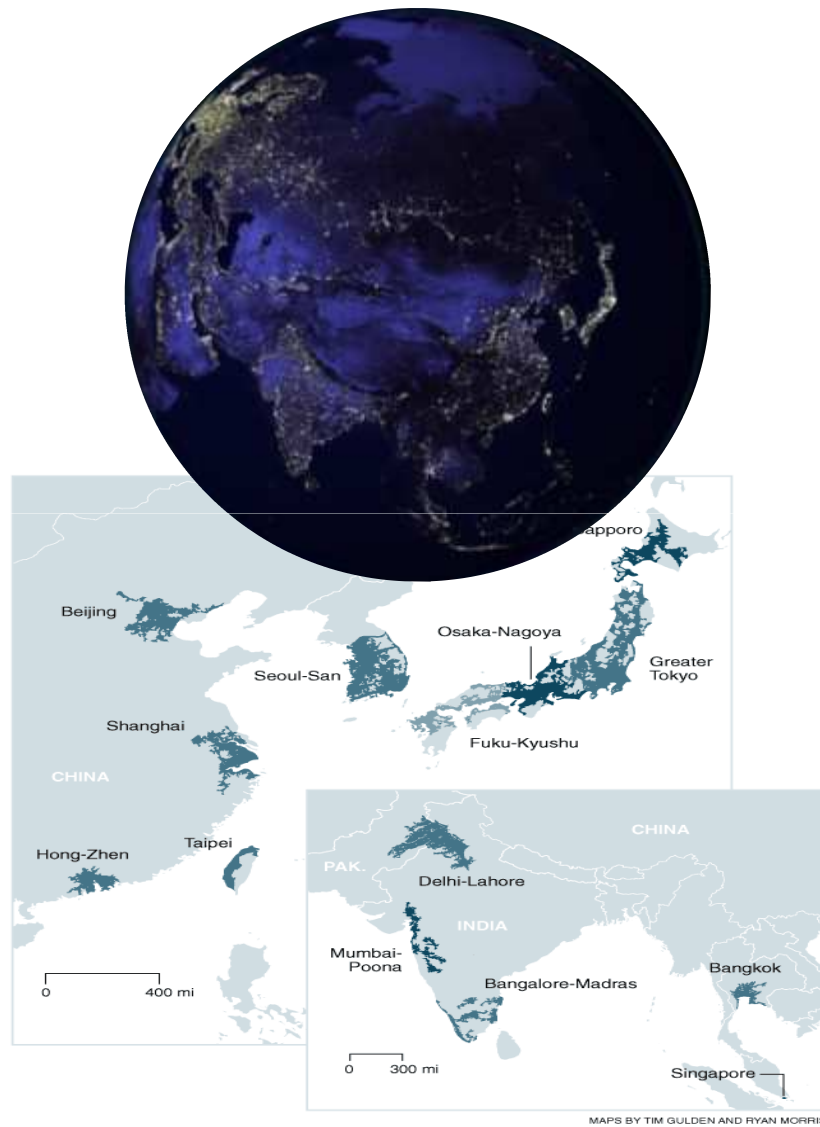 apporo
Beijing
Osaka-Nagoya
Seoul-San
Greater
Tokyo
Shanghai
Fuku-Kyushu
CHINA
Taipei
Hong-Zhen
CHINA
PAK.
Delhi-Lahore
INDIA
Mumbai-
Poona
Bangkok
Bangalore-Madras
0 400 mi
0 300 mi
Singapore
MAPS BY TIM GULDEN AND RYAN MORRIS